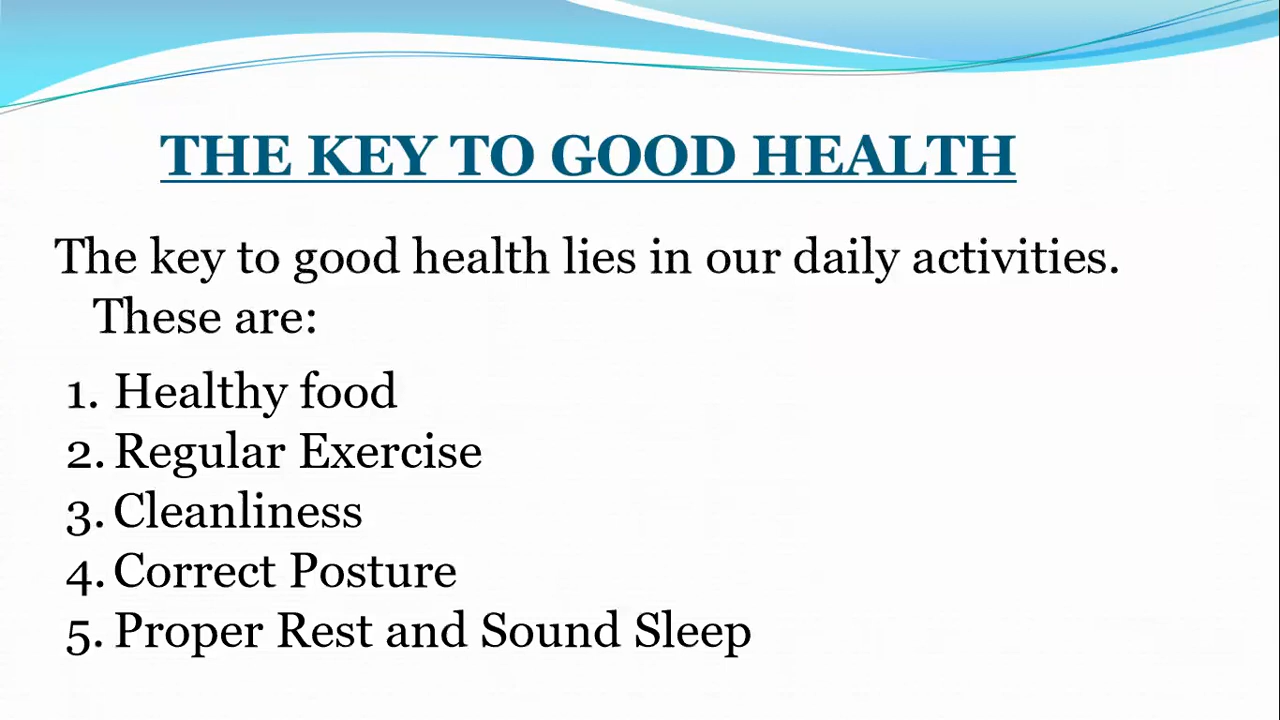 THE KEY TO GOOD HEALTH
The key to good health lies in our daily activities.
These are:
1. Healthy food
2. Regular Exercise
3. Cleanliness
4. Correct Posture
5. Proper Rest and Sound Sleep